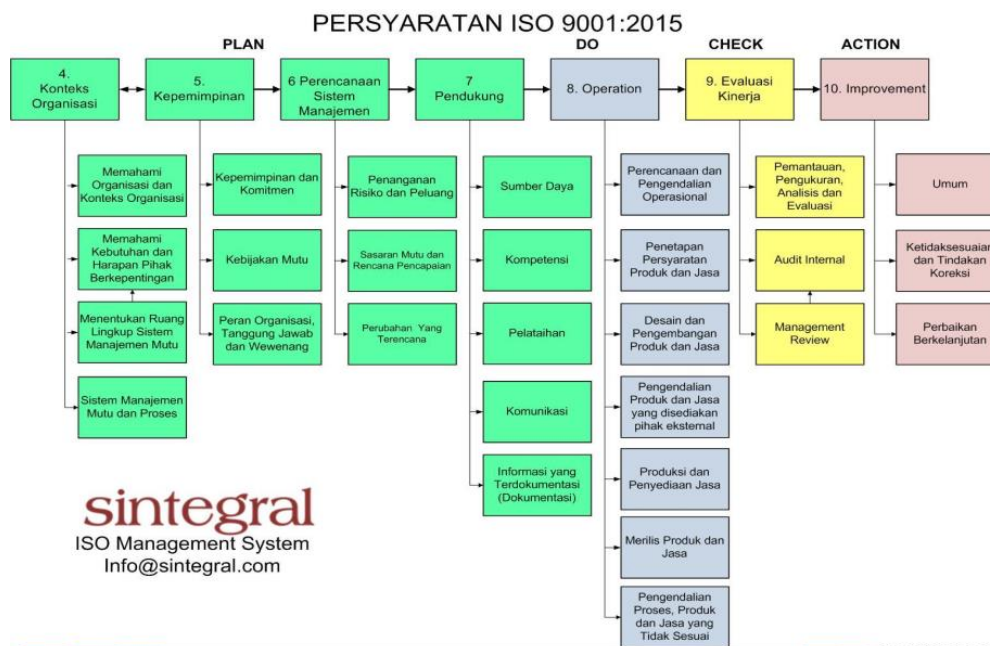 PERSYARATAN ISO 9001:2015
PLAN
DO
CHECK
ACTION
4.
Konteks
Organisasi
5.
Kepemimpinan
6 Perencanaan
Sistem
Manajemen
7
Pendukung
8. Operation
9. Evaluasi
Kinerja
10. Improvement
Memahami
Organisasi dan
Konteks Organisasi
Memahami
Kebutuhan dan
Harapan Pihak
Berkepentingan
Menentukan Ruang
Lingkup Sistem
Manajemen Mutu
Sistem Manajemen
Mutu dan Proses
Kepemimpinan dan
Komitmen
Kebijakan Mutu
Peran Organisasi,
Tanggung Jawab
dan Wewenang
Penanganan
Risiko dan Peluang
Sasaran Mutu dan
Rencana Pencapaian
Perubahan Yang
Terencana
Sumber Daya
Kompetensi
Pelataihan
Komunikasi
Informasi yang
Terdokumentasi
(Dokumentasi)
Perencanaan dan
Pengendalian
Operasional
Penetapan
Persyaratan
Produk dan Jasa
Desain dan
Pengembangan
Produk dan Jasa
Pengendalian
Produk dan Jasa
yang disediakan
pihak eksternal
Produksi dan
Penyediaan Jasa
Merilis Produk dan
Jasa
Pengendalian
Proses, Produk
dan Jasa yang
Tidak Sesuai
Pemantauan,
Pengukuran,
Analisis dan
Evaluasi
Audit Internal
Management
Review
Umum
Ketidaksesuaian
dan Tindakan
Koreksi
Perbaikan
Berkelanjutan
sintegral
ISO Management System
Info@sintegral.com